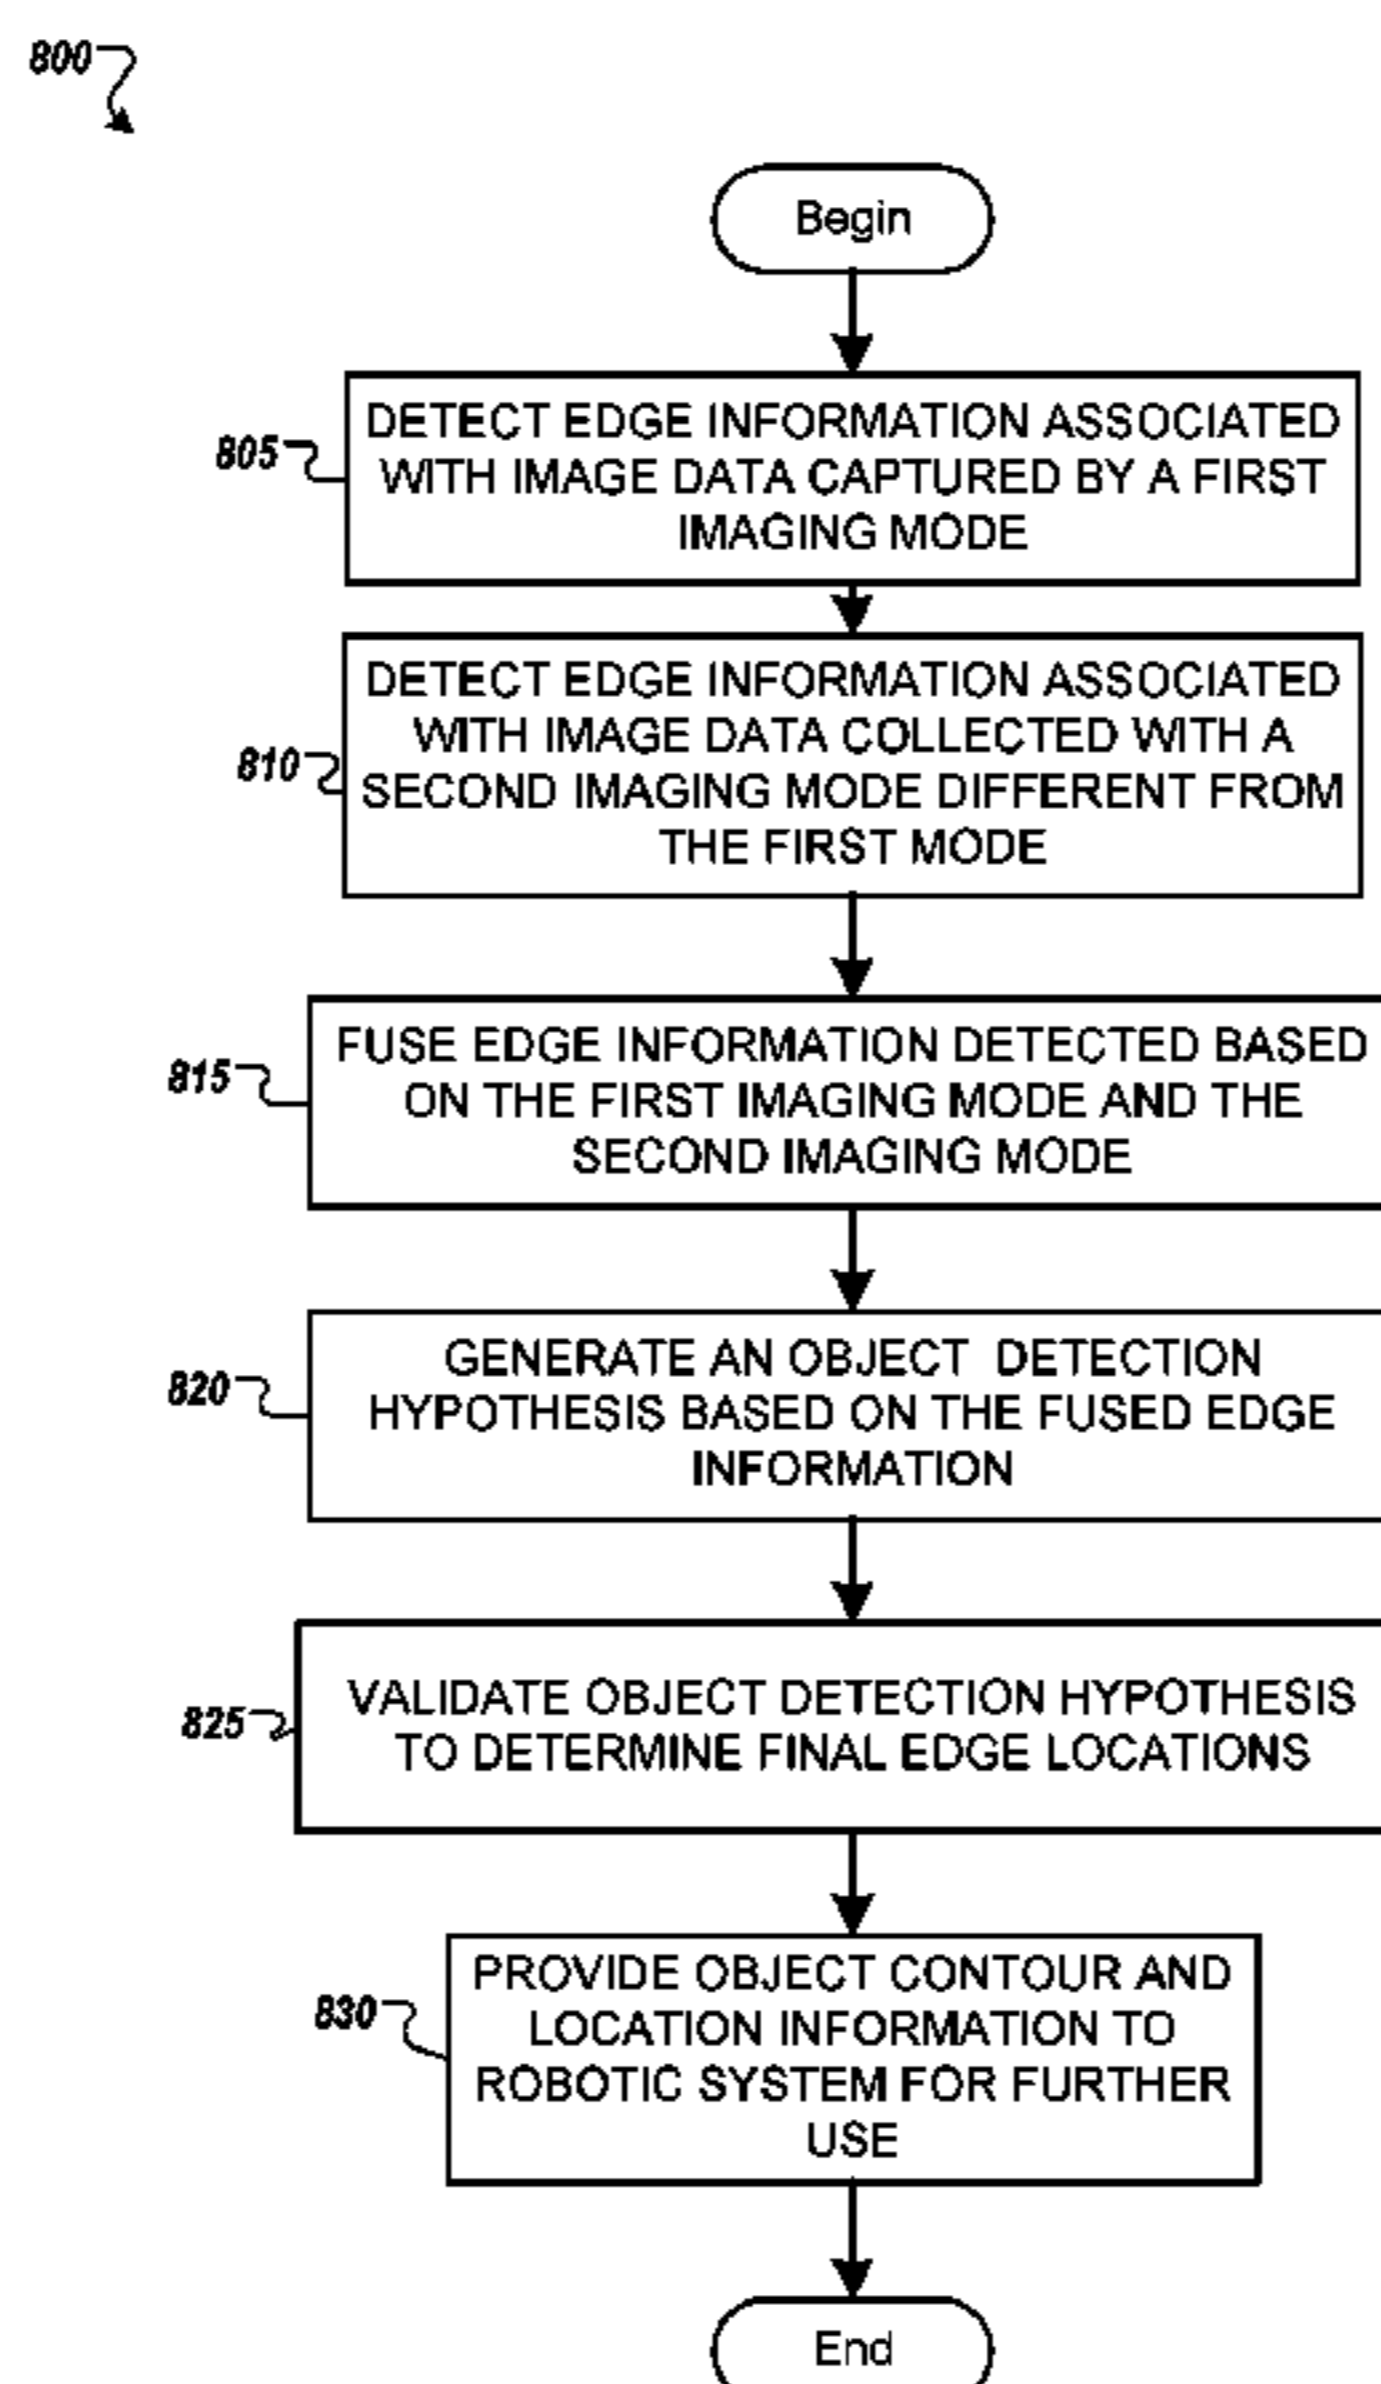 800
Begin
805
DETECT EDGE INFORMATION ASSOCIATED
WITH IMAGE DATA CAPTURED BY A FIRST
IMAGING MODE
810
DETECT EDGE INFORMATION ASSOCIATED
WITH IMAGE DATA COLLECTED WITH A
SECOND IMAGING MODE DIFFERENT FROM
THE FIRST MODE
815
FUSE EDGE INFORMATION DETECTED BASED
ON THE FIRST IMAGING MODE AND THE
SECOND IMAGING MODE
820
GENERATE AN OBJECT DETECTION
HYPOTHESIS BASED ON THE FUSED EDGE
INFORMATION
825
VALIDATE OBJECT DETECTION HYPOTHESIS
TO DETERMINE FINAL EDGE LOCATIONS
830
PROVIDE OBJECT CONTOUR AND
LOCATION INFORMATION TO
ROBOTIC SYSTEM FOR FURTHER
USE
End